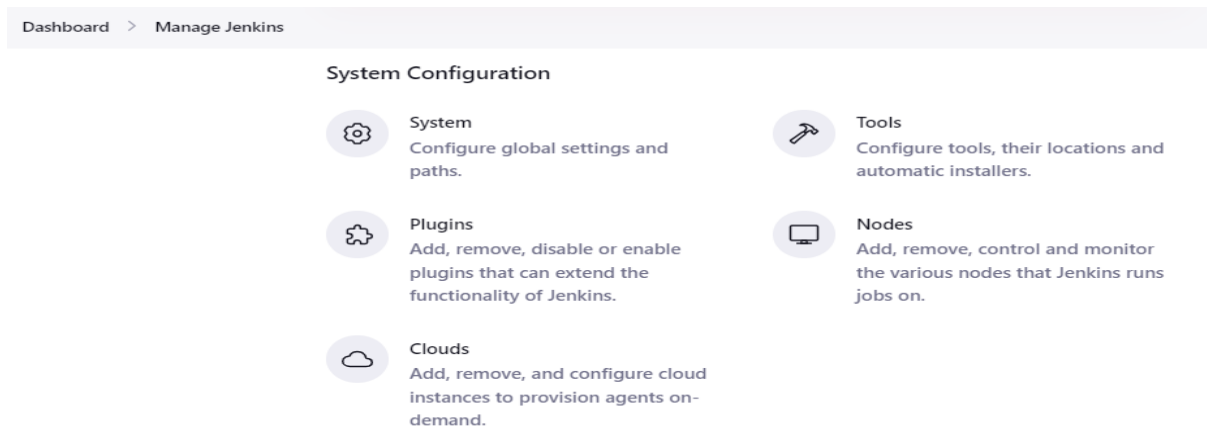 Dashboard > Manage Jenkins
System Configuration
System
Configure global settings and
paths.
Tools
Configure tools, their locations and
automatic installers.
Plugins
Add, remove, disable or enable
plugins that can extend the
functionality of Jenkins.
Nodes
Add, remove, control and monitor
the various nodes that Jenkins runs
jobs on.
Clouds
Add, remove, and configure cloud
instances to provision agents on-
demand.